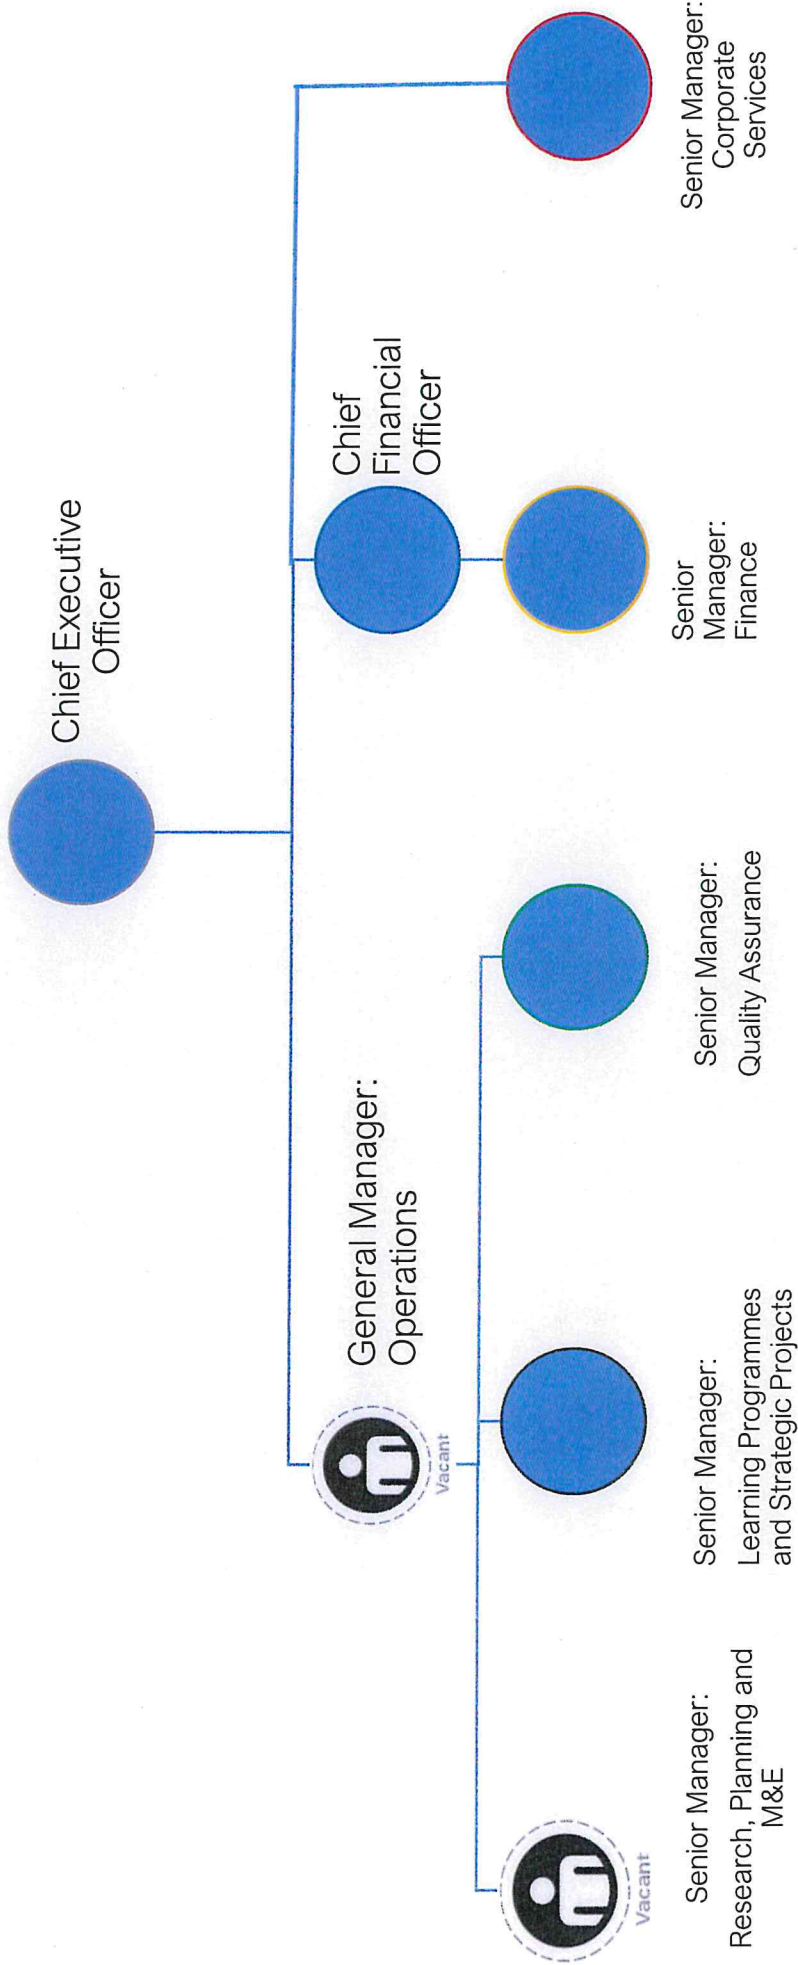 Chief Executive
Officer
General Manager:
Operations
Vacant
Chief
Financial
Officer
Vacant
Senior Manager:
Research, Planning and
M&E
Senior Manager:
Learning Programmes
and Strategic Projects
Senior Manager:
Quality Assurance
Senior
Manager:
Finance
Senior Manager:
Corporate
Services